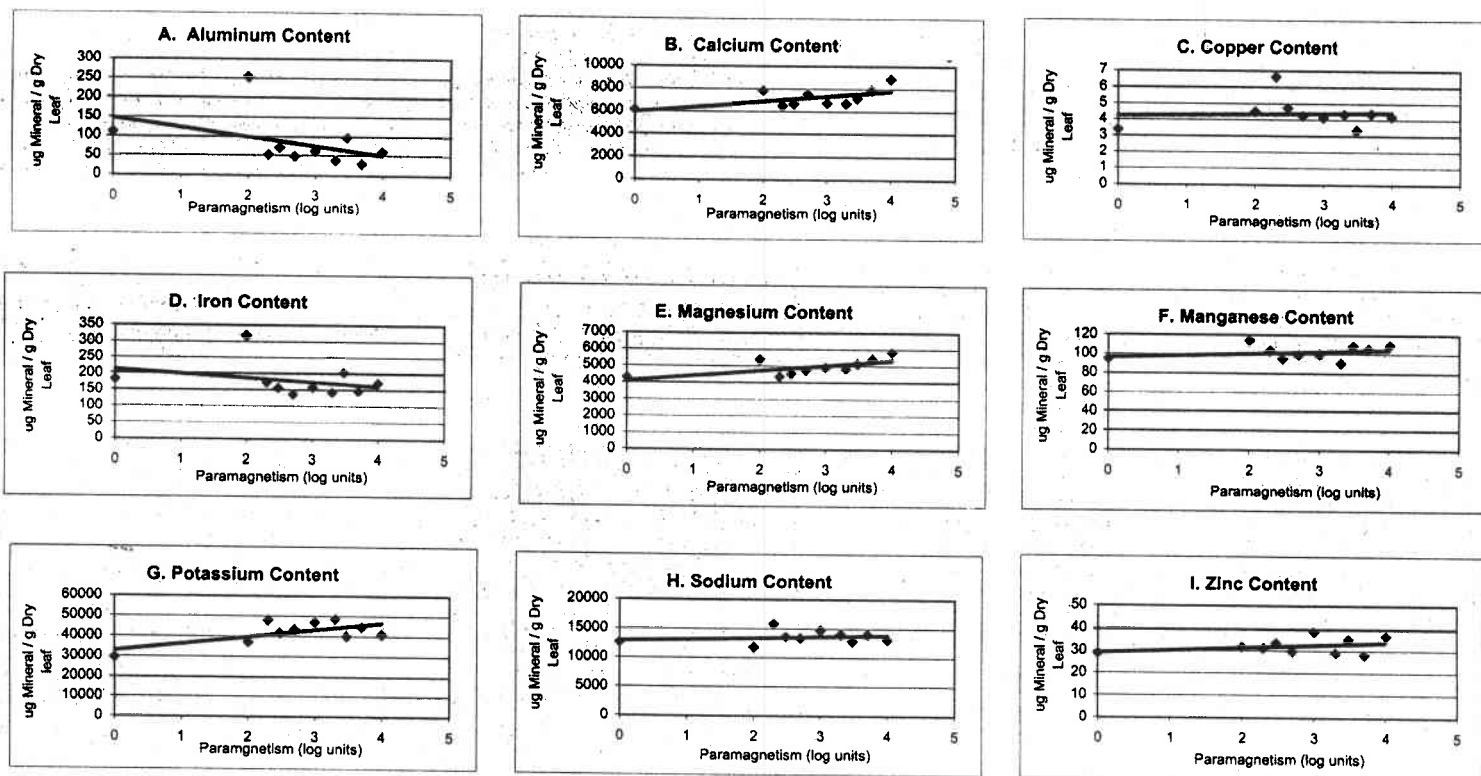 A. Aluminum Content
ug Mineral / g Dry
Leaf
300
250
200
150
100
50
0
0 1 2 3 4 5
Paramagnetism (log units)
B. Calcium Content
ug Mineral / g Dry
Leaf
10000
8000
6000
4000
2000
0
0 1 2 3 4 5
Paramagnetism (log units)
C. Copper Content
ug Mineral / g Dry
Leaf
7
6
5
4
3
2
1
0
0 1 2 3 4 5
Paramagnetism (log units)
D. Iron Content
ug Mineral / g Dry
Leaf
350
300
250
200
150
100
50
0
0 1 2 3 4 5
Paramagnetism (log units)
E. Magnesium Content
ug Mineral / g Dry
Leaf
7000
6000
5000
4000
3000
2000
1000
0
0 1 2 3 4 5
Paramagnetism (log units)
F. Manganese Content
ug Mineral / g Dry
Leaf
120
100
80
60
40
20
0
0 1 2 3 4 5
Paramagnetism (log units)
G. Potassium Content
ug Mineral / g Dry
leaf
60000
50000
40000
30000
20000
10000
0
0 1 2 3 4 5
Paramgnetism (log units)
H. Sodium Content
ug Mineral / g Dry
Leaf
20000
15000
10000
5000
0
0 1 2 3 4 5
Paramagnetism (log units)
I. Zinc Content
ug Mineral / g Dry
Leaf
50
40
30
20
10
0
0 1 2 3 4 5
Paramagnetism (log units)